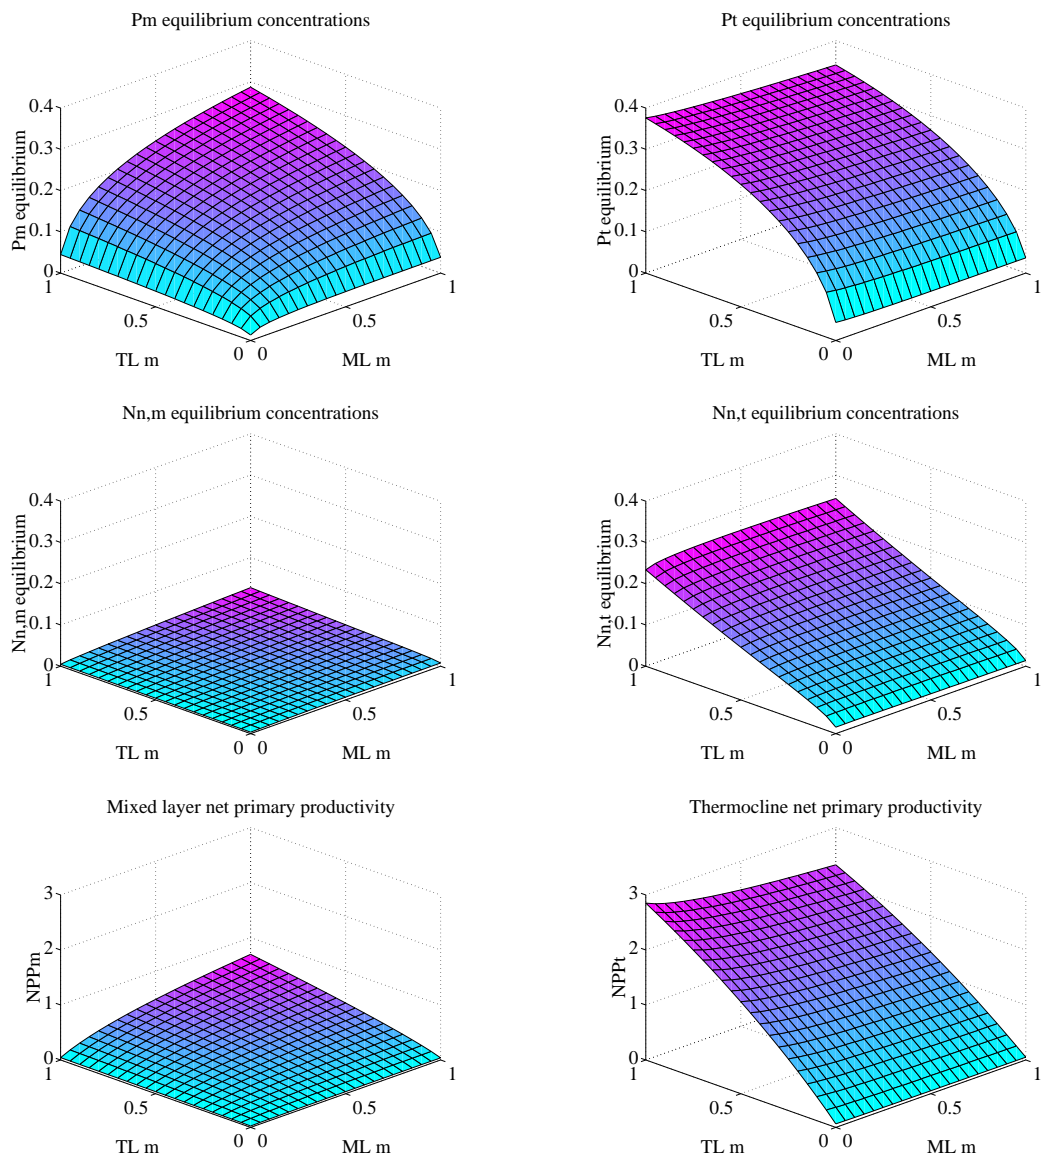 Pm equilibrium concentrations
0.4
0.3
0.2
0.1
0
Pm equilibrium
1
0.5
0
TL m
0
0.5
1
ML m
Pt equilibrium concentrations
0.4
0.3
0.2
0.1
0
Pt equilibrium
1
0.5
0
TL m
0
0.5
1
ML m
Nn,m equilibrium concentrations
0.4
0.3
0.2
0.1
0
Nn,m equilibrium
1
0.5
0
TL m
0
0.5
1
ML m
Nn,t equilibrium concentrations
0.4
0.3
0.2
0.1
0
Nn,t equilibrium
1
0.5
0
TL m
0
0.5
1
ML m
Mixed layer net primary productivity
3
2
1
0
NPPm
1
0.5
0
TL m
0
0.5
1
ML m
Thermocline net primary productivity
3
2
1
0
NPPt
1
0.5
0
TL m
0
0.5
1
ML m